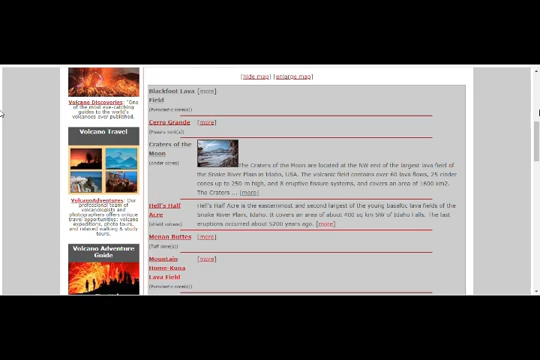 [hide map] [enlarge map]
Volcano Discoveries: "One
of the most eye-catching
guides to the world's
volcanoes ever published.
Volcano Travel
VolcanoAdventures: Our
professional team of
volcanologists and
photographers offers unique
travel opportunities: volcano
expeditions, photo tours,
and relaxed walking & study
tours.
Volcano Adventure
Guide
Blackfoot Lava [more]
Field
Cerro Grande [more]
Craters of the
Moon
(cinder cones)
The Craters of the Moon are located at the NW end of the largest lava field of
the Snake River Plain in Idaho, USA. The volcanic field contains over 60 lava flows, 25 cinder
cones up to 250 m high, and 8 eruptive fissure systems, and covers an area of 1600 km2.
The Craters ... [more]
Hell's Half
Acre
(shield volcano)
Hell's Half Acre is the easternmost and second largest of the young basaltic lava fields of the
Snake River Plain, Idaho. It covers an area of about 400 sq km SW of Idaho Falls. The last
eruptions occurred about 5200 years ago. [more]
Menan Buttes [more]
(Tuff cone(s))
Mountain [more]
Home-Kuna
Lava Field